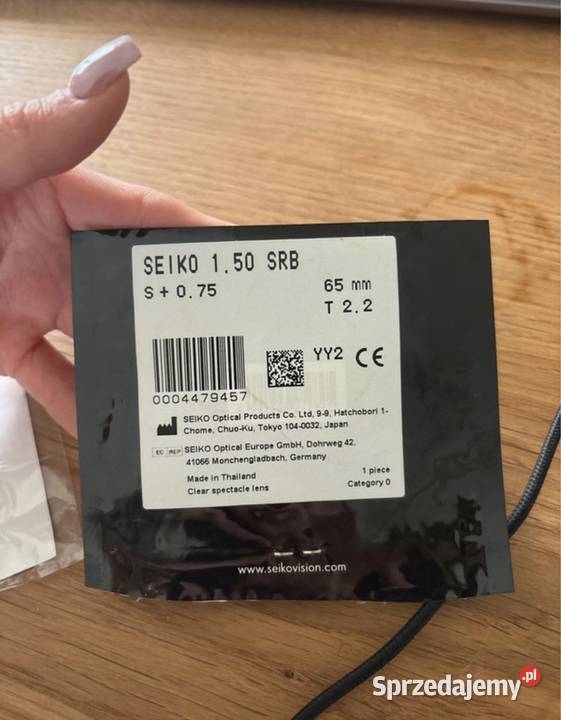 SEIKO 1.50 SRB
S + 0.75 65 mm
T 2.2
YY2 CE
0004479457
SEIKO Optical Products Co. Ltd, 9-9, Hatchobori 1-
Chome, Chuo-Ku, Tokyo 104-0032, Japan
EC REP SEIKO Optical Europe GmbH, Dohrweg 42,
41066 Monchengladbach, Germany
Made in Thailand 1 piece
Clear spectacle lens Category 0
www.seikovision.com
Sprzedajemy.pl